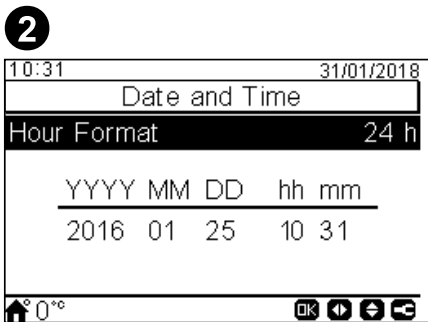 2
10:31 31/01/2018
Date and Time
Hour Format 24 h
YYYY MM DD hh mm
2016 01 25 10 31
0°c OK